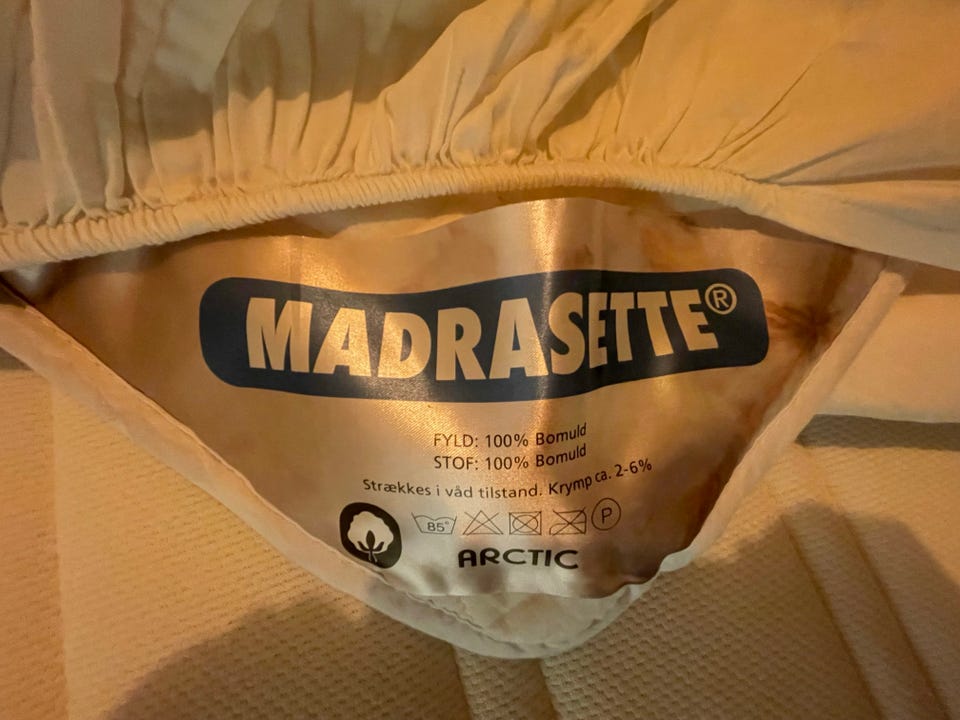 MADRASETTE®
FYLD: 100% Bomuld
STOF: 100% Bomuld
Strækkes i våd tilstand. Krymp ca. 2-6%
85° P
ARCTIC